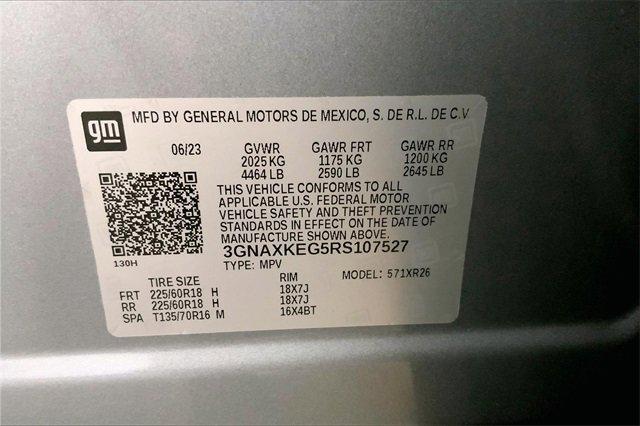 gm
MFD BY GENERAL MOTORS DE MEXICO, S. DE R.L. DE C.V
06/23 GVWR GAWR FRT GAWR RR
2025 KG 1175 KG 1200 KG
4464 LB 2590 LB 2645 LB
THIS VEHICLE CONFORMS TO ALL
APPLICABLE U.S. FEDERAL MOTOR
VEHICLE SAFETY AND THEFT PREVENTION
STANDARDS IN EFFECT ON THE DATE OF
MANUFACTURE SHOWN ABOVE.
3GNAXKEG5RS107527
130H
TYPE: MPV MODEL: 571XR26
TIRE SIZE RIM
FRT 225/60R18 H 18X7J
RR 225/60R18 H 18X7J
SPA T135/70R16 M 16X4BT